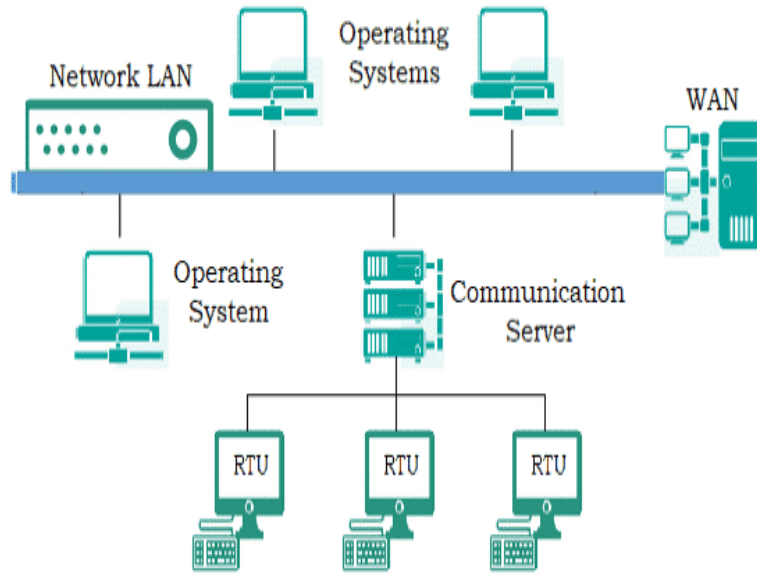 Operating
Systems
Network LAN
WAN
Operating
System
Communication
Server
RTU
RTU
RTU